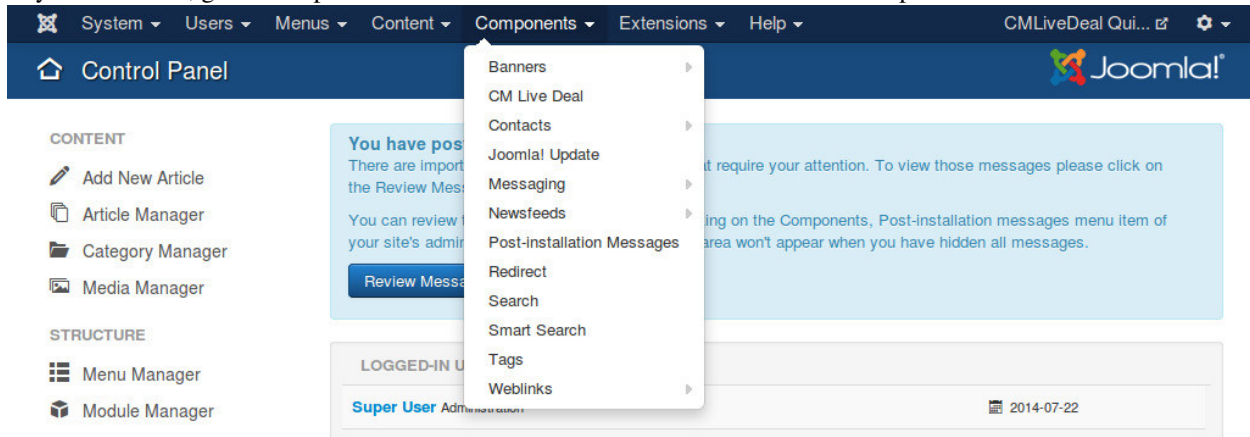 System Users Menus Content Components Extensions Help CMLiveDeal Qui...
Control Panel Joomla!
Banners
CM Live Deal
Contacts
Joomla! Update
Messaging
Newsfeeds
Post-installation Messages
Redirect
Search
Smart Search
Tags
Weblinks
CONTENT
Add New Article
Article Manager
Category Manager
Media Manager
STRUCTURE
Menu Manager
Module Manager
You have pos
There are import at require your attention. To view those messages please click on
the Review Mes
You can review ing on the Components, Post-installation messages menu item of
your site's admin area won't appear when you have hidden all messages.
Review Messa
LOGGED-IN U
Super User 2014-07-22